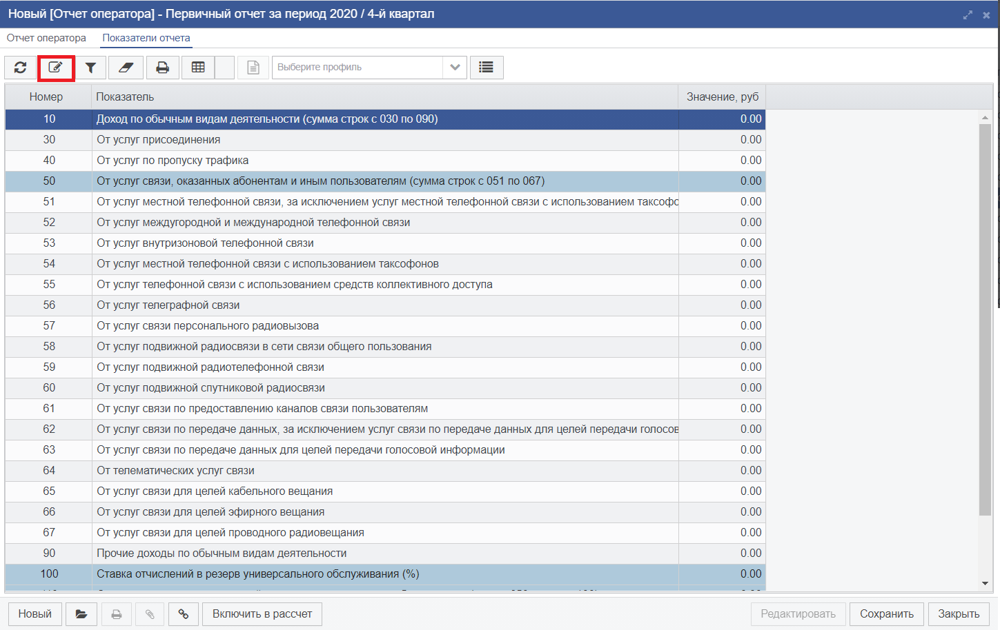 Новый [Отчет оператора] - Первичный отчет за период 2020 / 4-й квартал
Отчет оператора Показатели отчета
Выберите профиль
Номер Показатель Значение, руб
10 Доход по обычным видам деятельности (сумма строк с 030 по 090) 0.00
30 От услуг присоединения 0.00
40 От услуг по пропуску трафика 0.00
50 От услуг связи, оказанных абонентам и иным пользователям (сумма строк с 051 по 067) 0.00
51 От услуг местной телефонной связи, за исключением услуг местной телефонной связи с использованием таксофо 0.00
52 От услуг междугородной и международной телефонной связи 0.00
53 От услуг внутризоновой телефонной связи 0.00
54 От услуг местной телефонной связи с использованием таксофонов 0.00
55 От услуг телефонной связи с использованием средств коллективного доступа 0.00
56 От услуг телеграфной связи 0.00
57 От услуг связи персонального радиовызова 0.00
58 От услуг подвижной радиосвязи в сети связи общего пользования 0.00
59 От услуг подвижной радиотелефонной связи 0.00
60 От услуг подвижной спутниковой радиосвязи 0.00
61 От услуг связи по предоставлению каналов связи пользователям 0.00
62 От услуг связи по передаче данных, за исключением услуг связи по передаче данных для целей передачи голосов 0.00
63 От услуг связи по передаче данных для целей передачи голосовой информации 0.00
64 От телематических услуг связи 0.00
65 От услуг связи для целей кабельного вещания 0.00
66 От услуг связи для целей эфирного вещания 0.00
67 От услуг связи для целей проводного радиовещания 0.00
90 Прочие доходы по обычным видам деятельности 0.00
100 Ставка отчислений в резерв универсального обслуживания (%) 0.00
Новый Включить в рассчет Редактировать Сохранить Закрыть